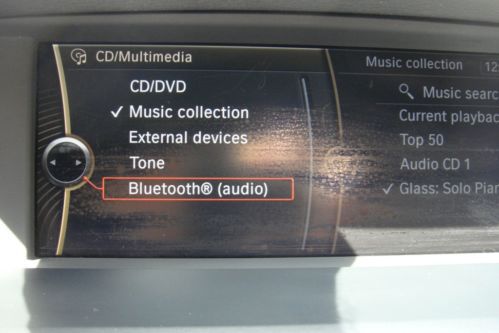 CD/Multimedia
CD/DVD
✓ Music collection
External devices
Tone
Bluetooth® (audio)
Music collection
Music searc
Current playbac
Top 50
Audio CD 1
✓ Glass: Solo Pian